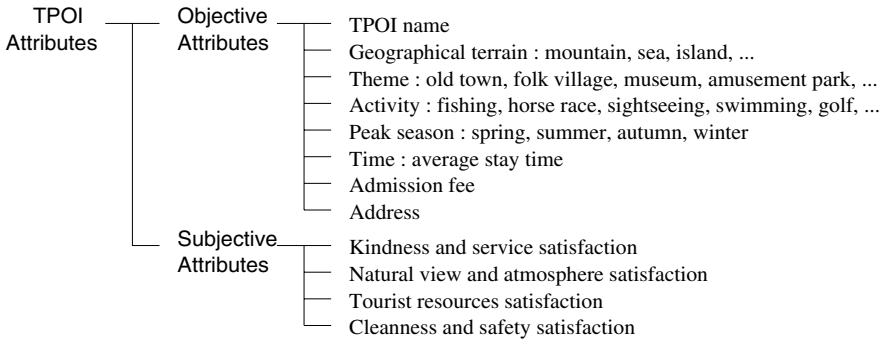 TPOI
Attributes
Objective
Attributes
TPOI name
Geographical terrain : mountain, sea, island, ...
Theme : old town, folk village, museum, amusement park, ...
Activity : fishing, horse race, sightseeing, swimming, golf, ...
Peak season : spring, summer, autumn, winter
Time : average stay time
Admission fee
Address
Subjective
Attributes
Kindness and service satisfaction
Natural view and atmosphere satisfaction
Tourist resources satisfaction
Cleanness and safety satisfaction